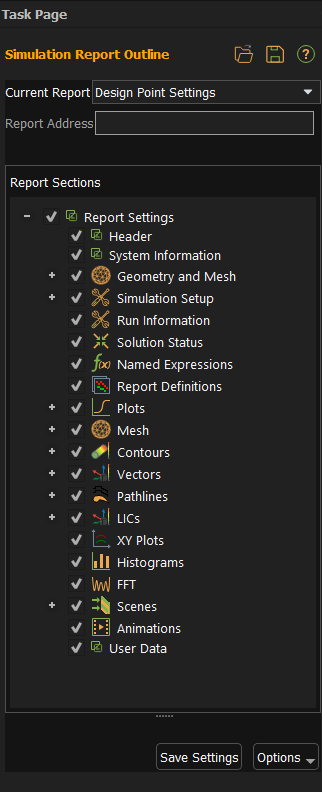 Task Page
Simulation Report Outline
Current Report Design Point Settings
Report Address
Report Sections
Report Settings
Header
System Information
Geometry and Mesh
Simulation Setup
Run Information
Solution Status
f(x) Named Expressions
Report Definitions
Plots
Mesh
Contours
Vectors
Pathlines
LICs
XY Plots
Histograms
FFT
Scenes
Animations
User Data
Save Settings Options